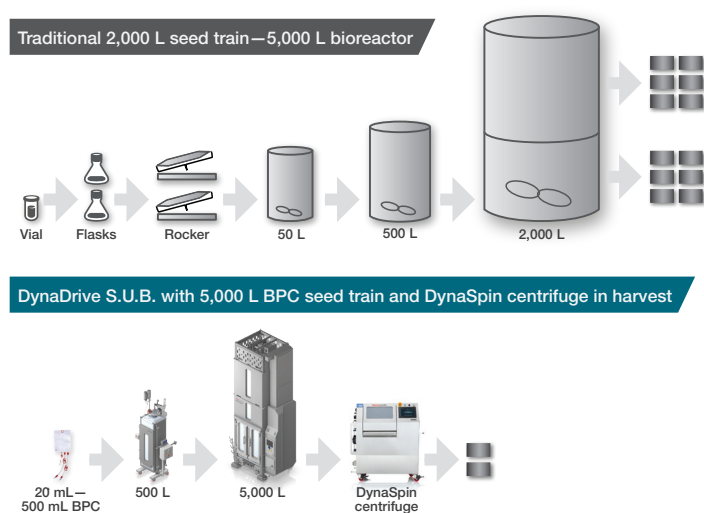 Traditional 2,000 L seed train—5,000 L bioreactor
Vial
Flasks
Rocker
50 L
500 L
2,000 L
DynaDrive S.U.B. with 5,000 L BPC seed train and DynaSpin centrifuge in harvest
20 mL—
500 mL BPC
500 L
5,000 L
DynaSpin
centrifuge